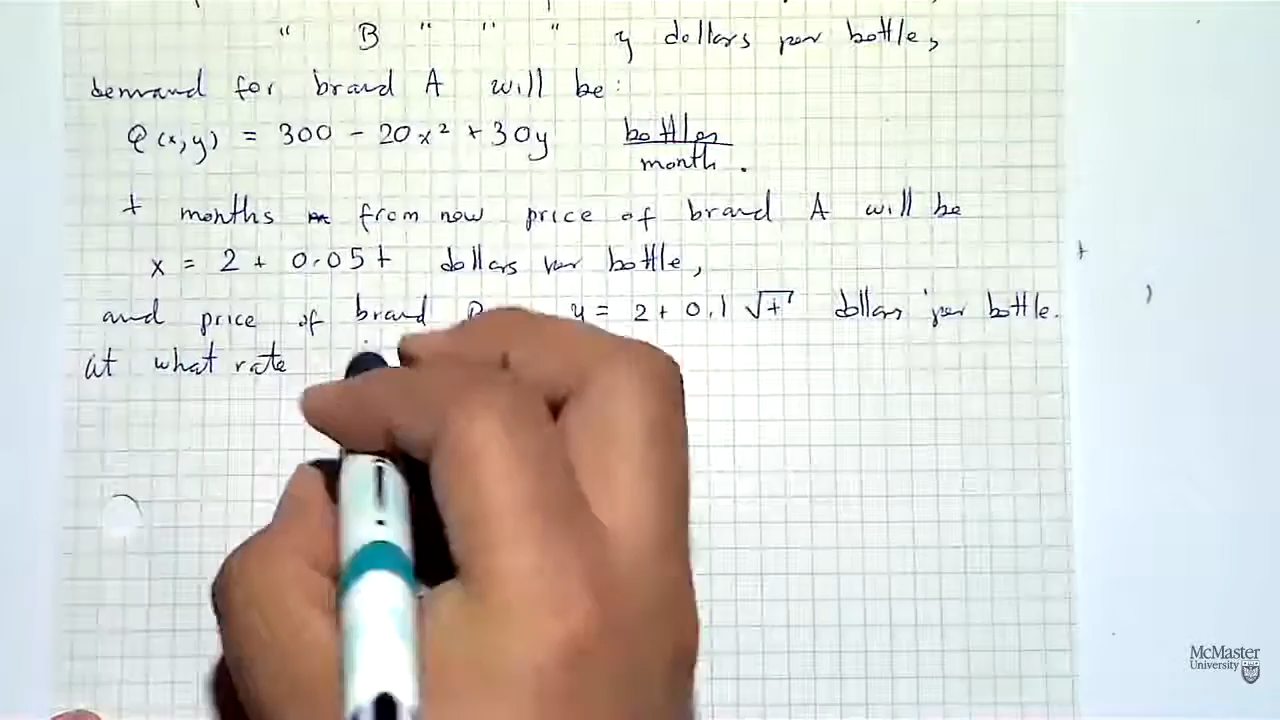 " B " " " y dollars per bottle,
demand for brand A will be:
Q(x,y) = 300 - 20x² + 30y bottles/month.
t months from now price of brand A will be
x = 2 + 0.05t dollars per bottle,
and price of brand y = 2 + 0.1 √t dollars per bottle.
at what rate
McMaster
University